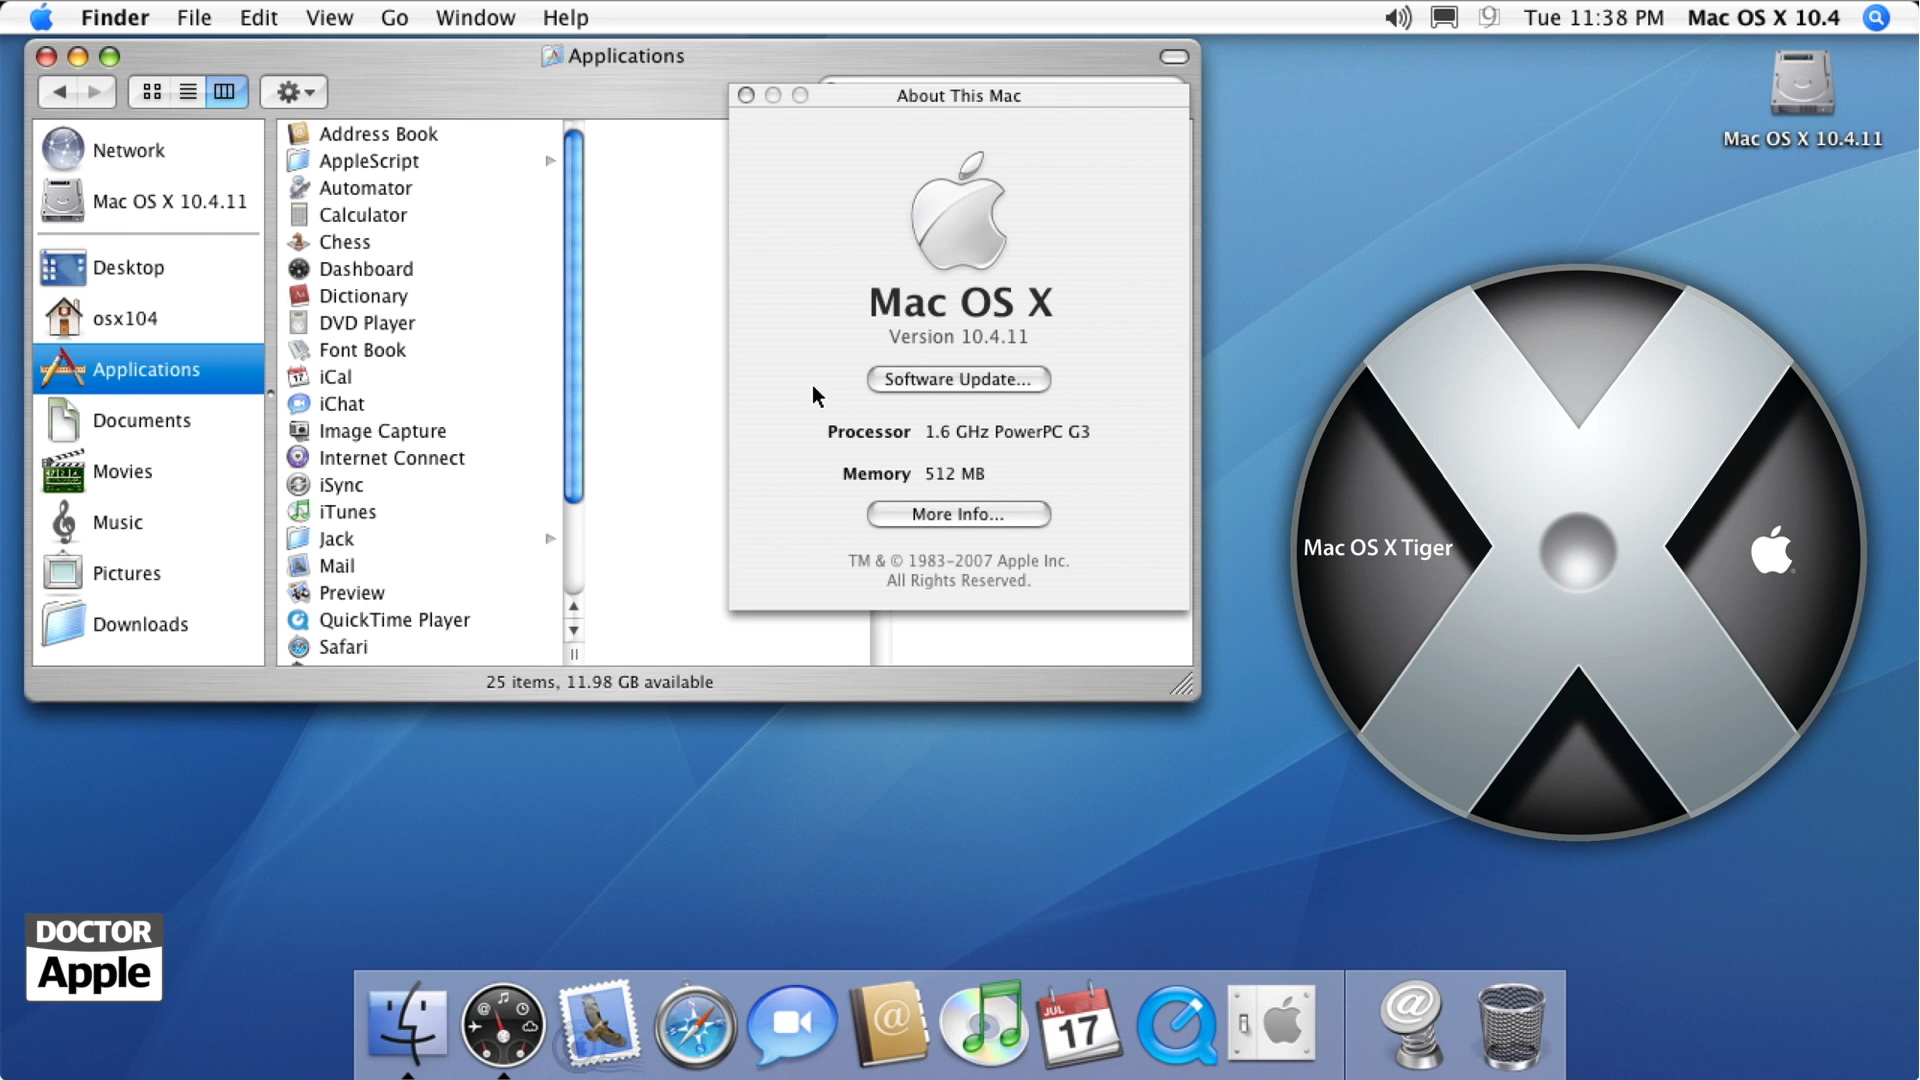 Finder File Edit View Go Window Help
Tue 11:38 PM Mac OS X 10.4
Applications
Network
Mac OS X 10.4.11
Desktop
osx104
Applications
Documents
Movies
Music
Pictures
Downloads
Address Book
AppleScript
Automator
Calculator
Chess
Dashboard
Dictionary
DVD Player
Font Book
iCal
iChat
Image Capture
Internet Connect
iSync
iTunes
Jack
Mail
Preview
QuickTime Player
Safari
25 items, 11.98 GB available
About This Mac
Mac OS X
Version 10.4.11
Software Update...
Processor 1.6 GHz PowerPC G3
Memory 512 MB
More Info...
TM & © 1983–2007 Apple Inc.
All Rights Reserved.
Mac OS X 10.4.11
Mac OS X Tiger
DOCTOR
Apple
JUL
17